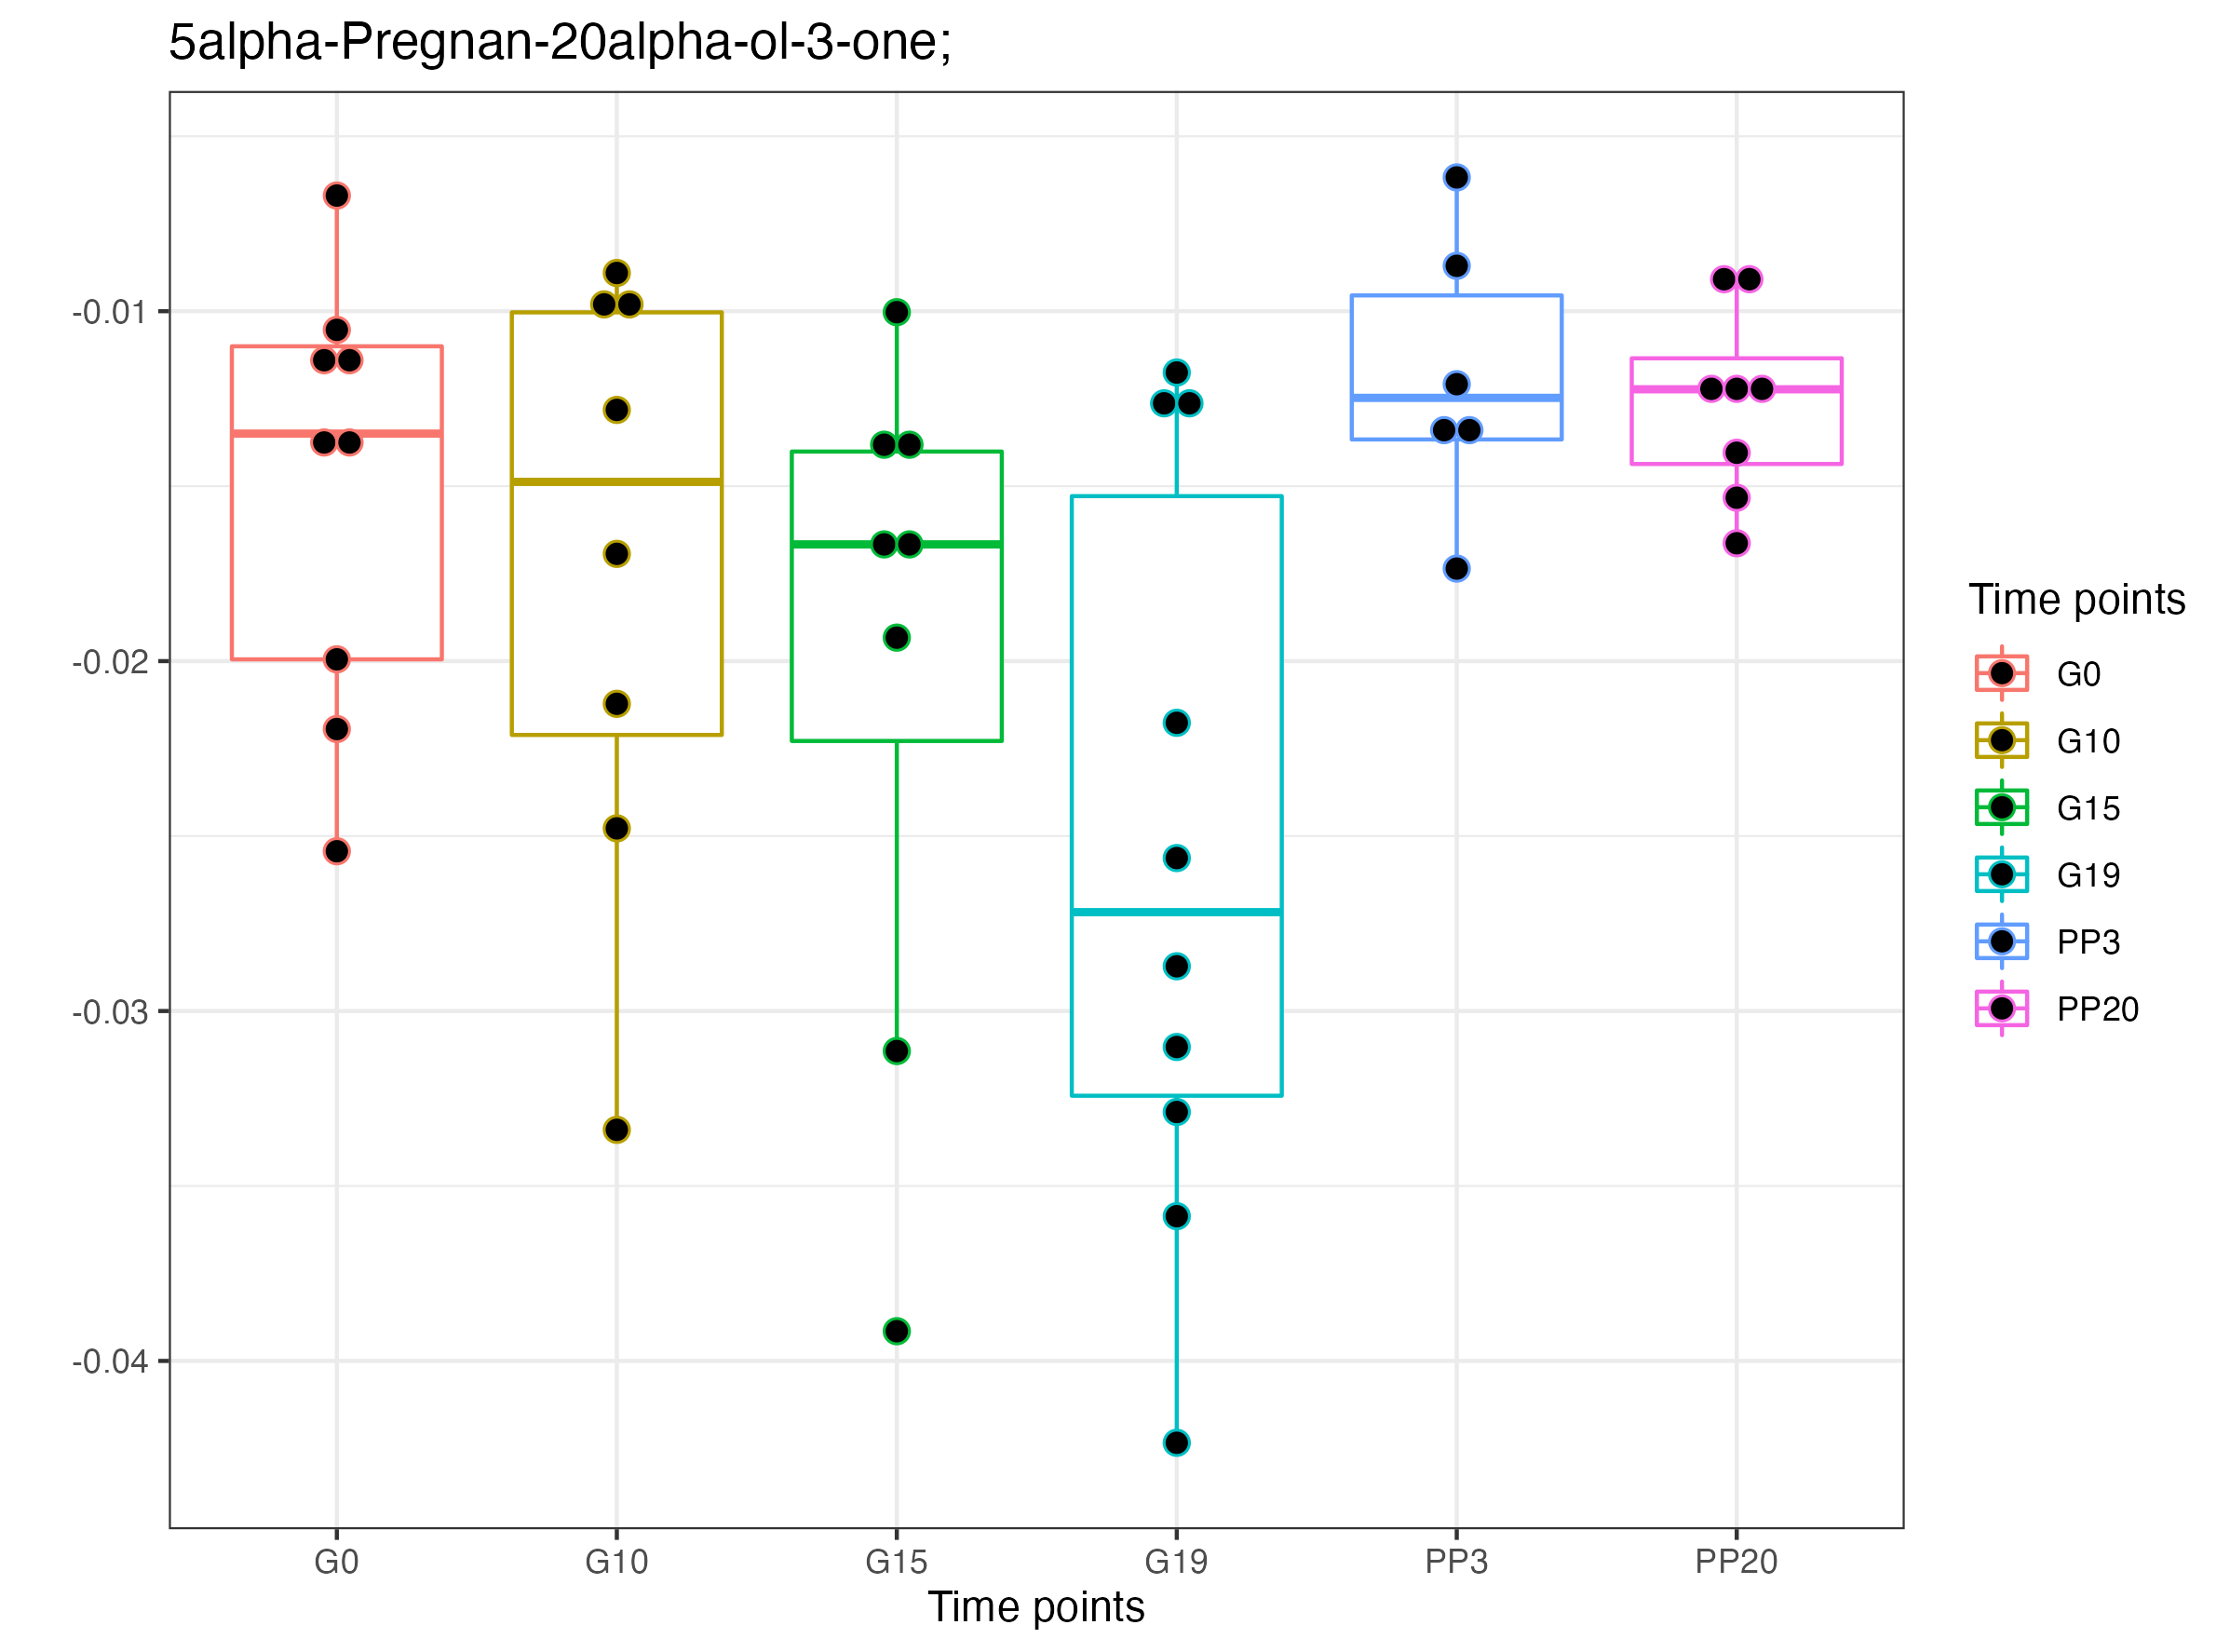 5alpha-Pregnan-20alpha-ol-3-one;
-0.01
-0.02
-0.03
-0.04
G0
G10
G15
G19
PP3
PP20
Time points
Time points
G0
G10
G15
G19
PP3
PP20